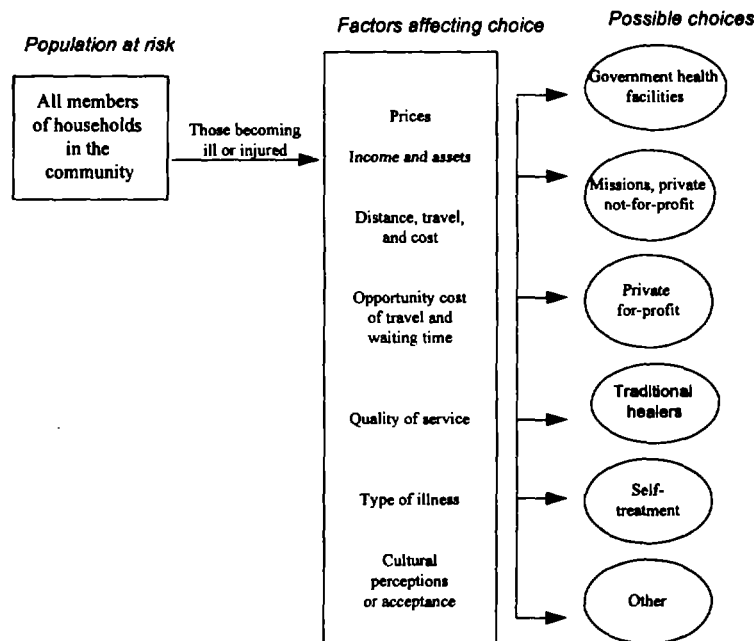 Population at risk
All members
of households
in the
community
Those becoming
ill or injured
Factors affecting choice
Prices
Income and assets
Distance, travel,
and cost
Opportunity cost
of travel and
waiting time
Quality of service
Type of illness
Cultural
perceptions
or acceptance
Possible choices
Government health
facilities
Missions, private
not-for-profit
Private
for-profit
Traditional
healers
Self-
treatment
Other